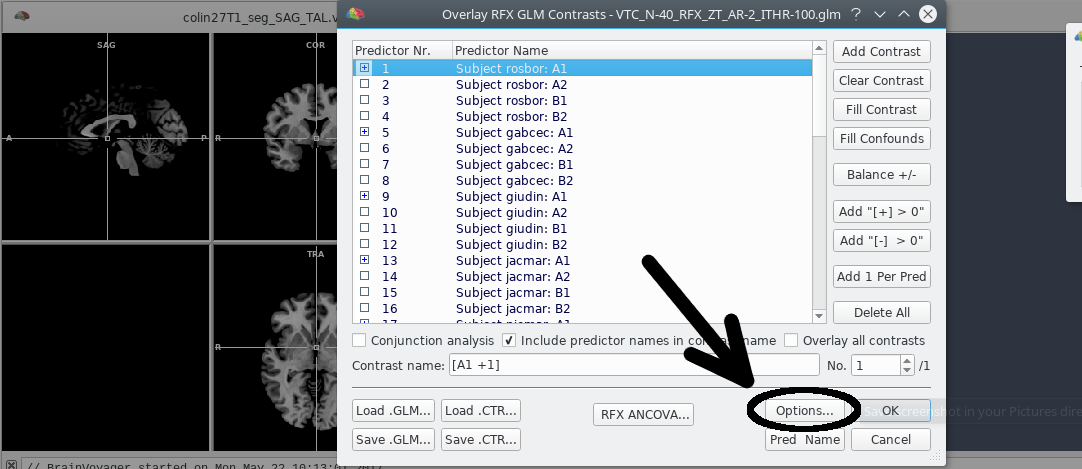 colin27T1_seg_SAG_TAL.v
Overlay RFX GLM Contrasts - VTC_N-40_RFX_ZT_AR-2_ITHR-100.glm
SAG
COR
A
P
R
TRA
R
Predictor Nr. Predictor Name
1 Subject rosbor: A1
2 Subject rosbor: A2
3 Subject rosbor: B1
4 Subject rosbor: B2
5 Subject gabcec: A1
6 Subject gabcec: A2
7 Subject gabcec: B1
8 Subject gabcec: B2
9 Subject giudin: A1
10 Subject giudin: A2
11 Subject giudin: B1
12 Subject giudin: B2
13 Subject jacmar: A1
14 Subject jacmar: A2
15 Subject jacmar: B1
16 Subject jacmar: B2
Add Contrast
Clear Contrast
Fill Contrast
Fill Confounds
Balance +/-
Add "[+] > 0"
Add "[-] > 0"
Add 1 Per Pred
Delete All
Conjunction analysis Include predictor names in name Overlay all contrasts
Contrast name: [A1 +1] No. 1 /1
Load .GLM... Load .CTR... RFX ANCOVA... Options... OK
Save screenshot in your Pictures dire
Save .GLM... Save .CTR... Pred Name Cancel
// BrainVoyager started on Mon May 22 10:13:01 2017